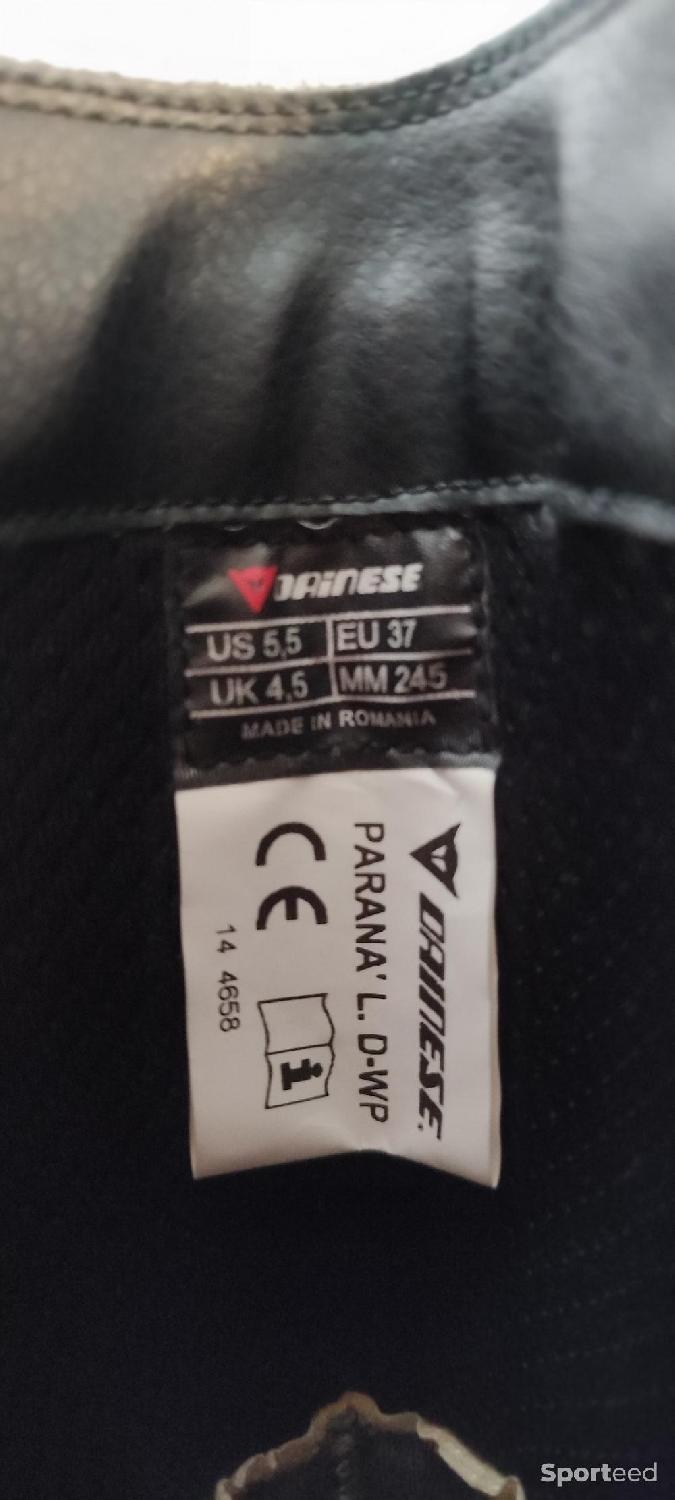 DAINESE
US 5,5 EU 37
UK 4,5 MM 245
MADE IN ROMANIA
DAINESE
PARANA' L. D-WP
CE
14 4658
Sporteed